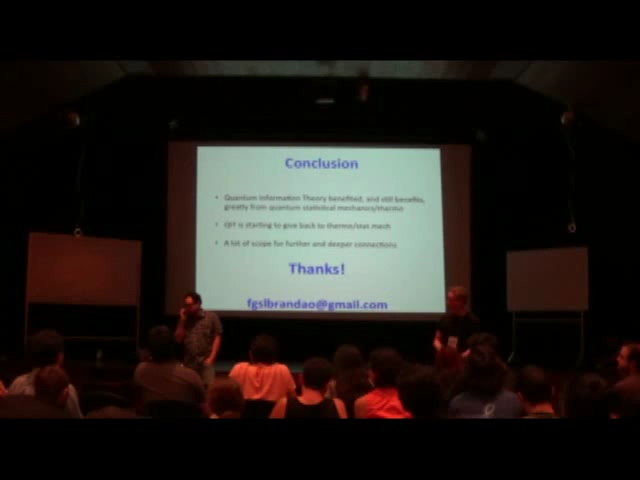 Conclusion
• Quantum Information Theory benefited, and still benefits,
greatly from quantum statistical mechanics/thermo
• QIT is starting to give back to thermo/stat mech
• A lot of scope for further and deeper connections
Thanks!
fgslbrandao@gmail.com